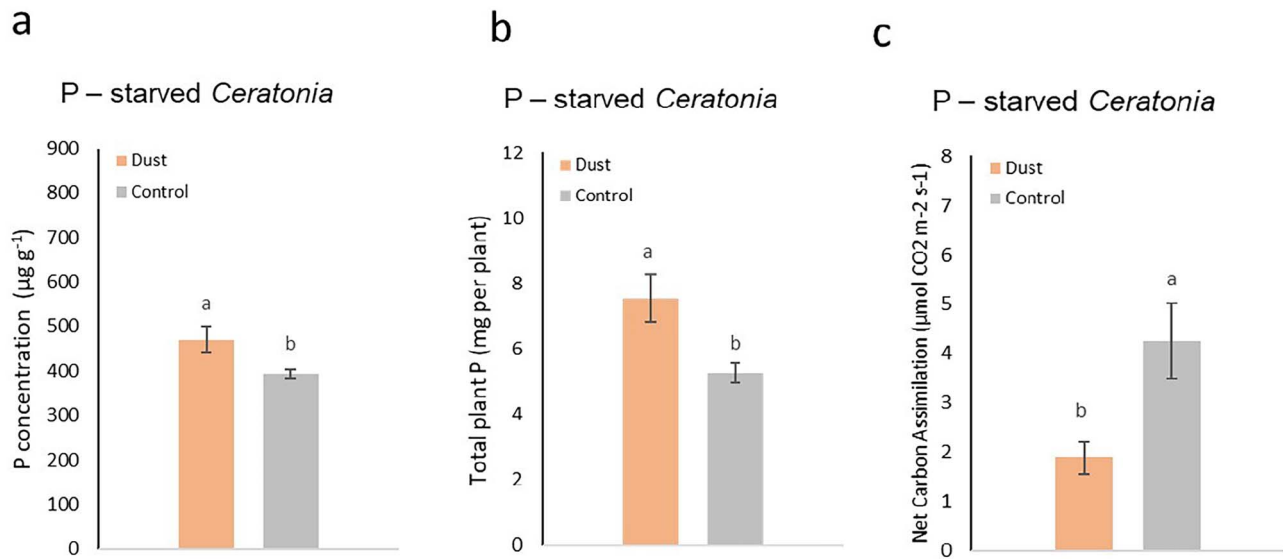 a
P – starved Ceratonia
P concentration (µg g⁻¹)
900
800
700
600
500
400
300
200
100
0
Dust
Control
a
b
b
P – starved Ceratonia
Total plant P (mg per plant)
12
10
8
6
4
2
0
Dust
Control
a
b
c
P – starved Ceratonia
Net Carbon Assimilation (µmol CO2 m-2 s-1)
8
7
6
5
4
3
2
1
0
Dust
Control
b
a